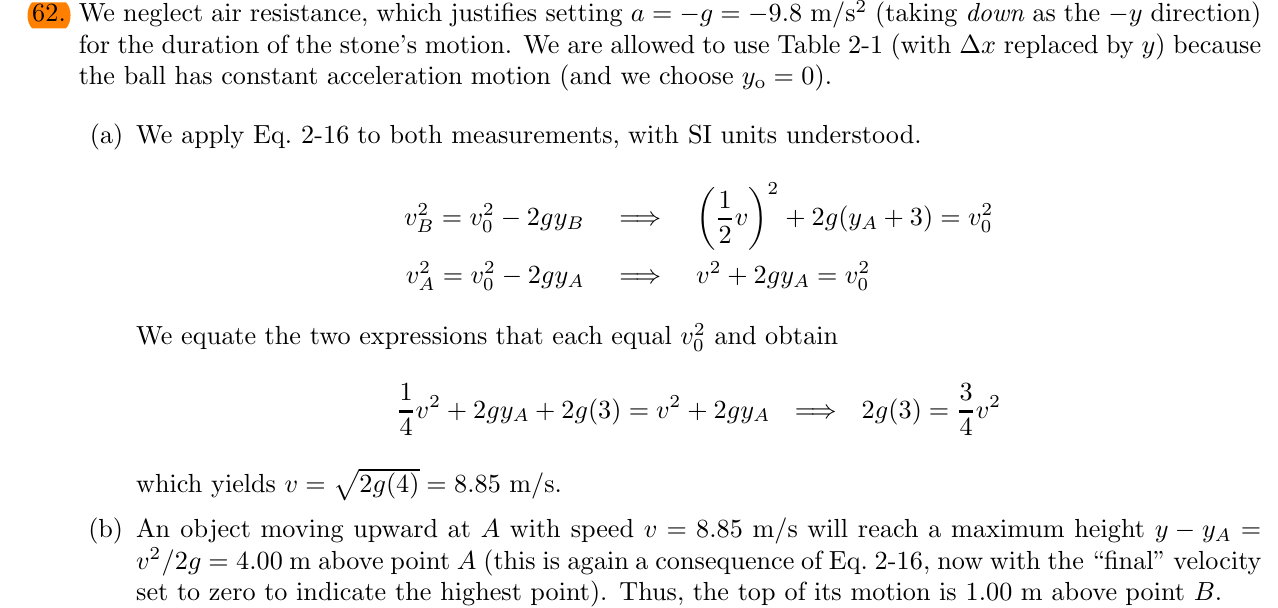 62. We neglect air resistance, which justifies setting a = −g = −9.8 m/s² (taking down as the −y direction)
for the duration of the stone's motion. We are allowed to use Table 2-1 (with Δx replaced by y) because
the ball has constant acceleration motion (and we choose yₒ = 0).
(a) We apply Eq. 2-16 to both measurements, with SI units understood.
v_B² = v_0² − 2gy_B ⟹ (1/2 v)² + 2g(y_A + 3) = v_0²
v_A² = v_0² − 2gy_A ⟹ v² + 2gy_A = v_0²
We equate the two expressions that each equal v_0² and obtain
1/4 v² + 2gy_A + 2g(3) = v² + 2gy_A ⟹ 2g(3) = 3/4 v²
which yields v = √2g(4) = 8.85 m/s.
(b) An object moving upward at A with speed v = 8.85 m/s will reach a maximum height y − y_A =
v²/2g = 4.00 m above point A (this is again a consequence of Eq. 2-16, now with the “final” velocity
set to zero to indicate the highest point). Thus, the top of its motion is 1.00 m above point B.